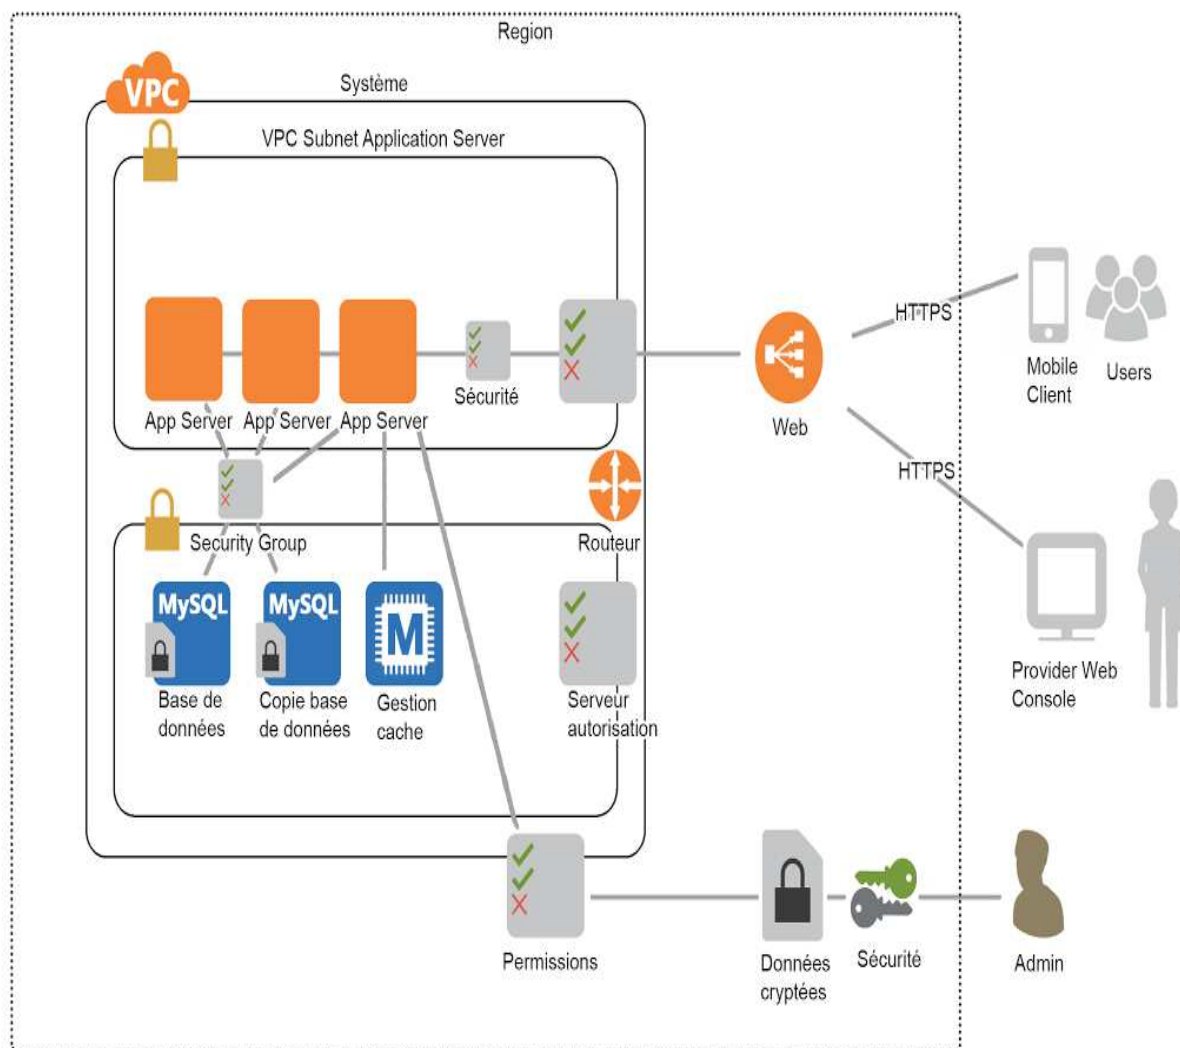 Region
VPC
Système
VPC Subnet Application Server
App Server
App Server
App Server
Sécurité
Web
HTTPS
HTTPS
Mobile
Client
Users
Security Group
Routeur
MySQL
MySQL
M
Base de
données
Copie base
de données
Gestion
cache
Serveur
autorisation
Provider Web
Console
Permissions
Données
cryptées
Sécurité
Admin